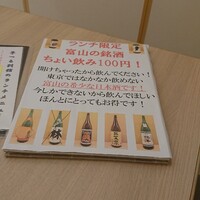 ランチ限定
富山の銘酒
ちょい飲み100円！
開けちゃったから飲んでください！
東京ではなかなか飲めない
富山の希少な日本酒です！
今しかできないから飲んでほしい
ほんとにとってもお得です！